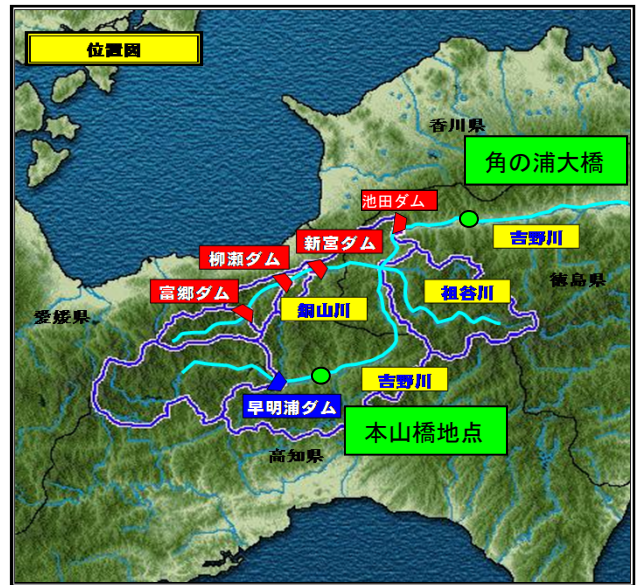 位置図
香川県
角の浦大橋
池田ダム
新宮ダム
吉野川
柳瀬ダム
徳島県
富郷ダム
銅山川
祖谷川
愛媛県
吉野川
早明浦ダム
本山橋地点
高知県